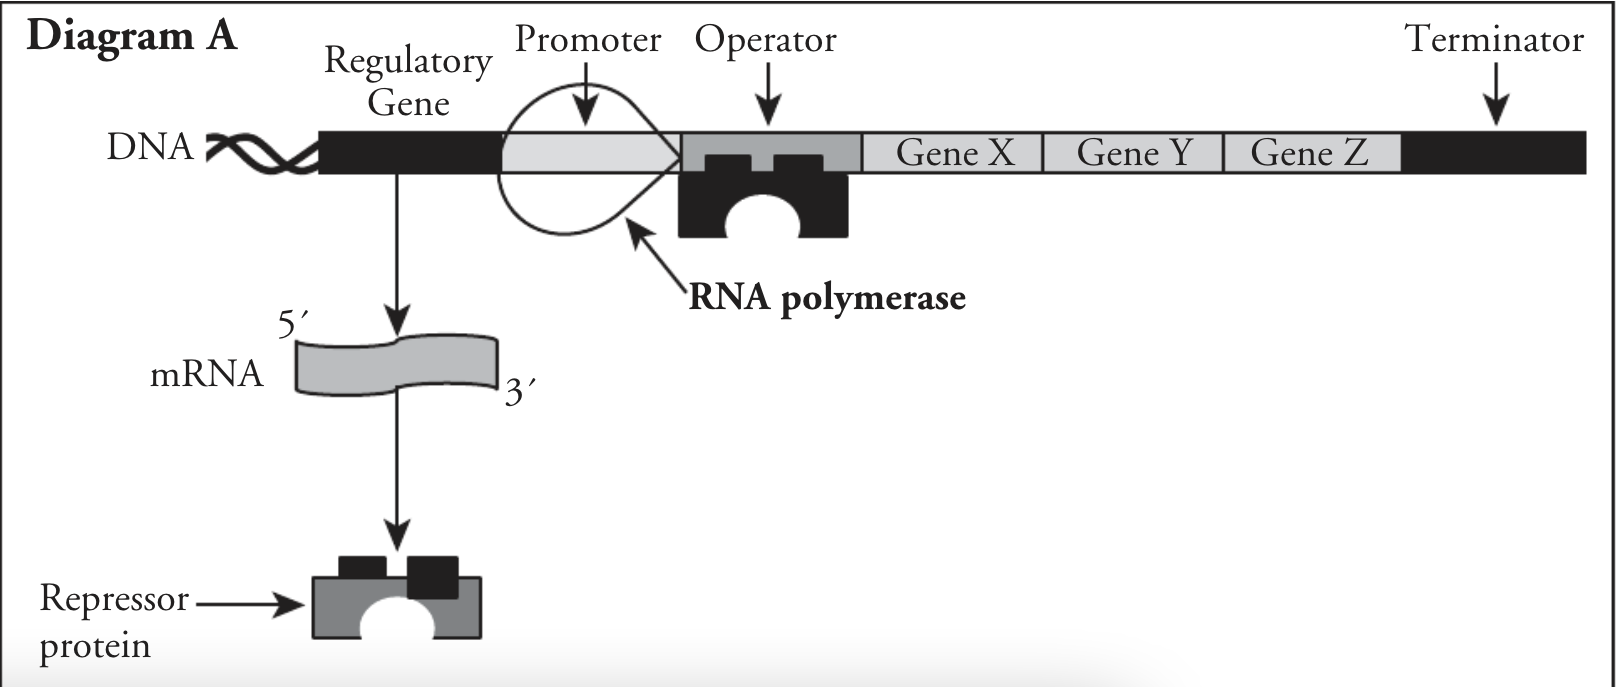 Diagram A
Regulatory
Gene
Promoter
Operator
Terminator
DNA
Gene X
Gene Y
Gene Z
RNA polymerase
5´
mRNA
3´
Repressor
protein